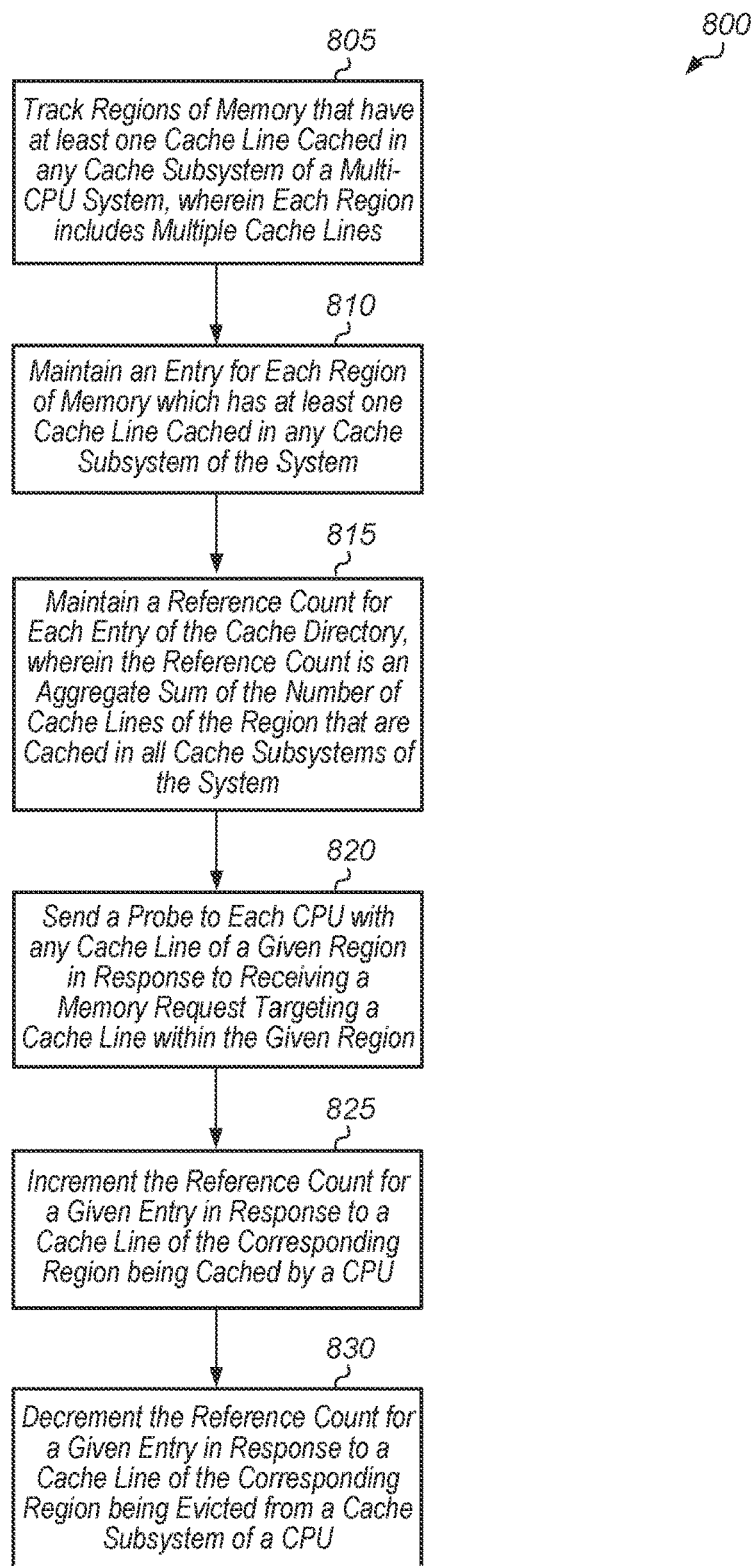 800
805
Track Regions of Memory that have
at least one Cache Line Cached in
any Cache Subsystem of a Multi-
CPU System, wherein Each Region
includes Multiple Cache Lines
810
Maintain an Entry for Each Region
of Memory which has at least one
Cache Line Cached in any Cache
Subsystem of the System
815
Maintain a Reference Count for
Each Entry of the Cache Directory,
wherein the Reference Count is an
Aggregate Sum of the Number of
Cache Lines of the Region that are
Cached in all Cache Subsystems of
the System
820
Send a Probe to Each CPU with
any Cache Line of a Given Region
in Response to Receiving a
Memory Request Targeting a
Cache Line within the Given Region
825
Increment the Reference Count for
a Given Entry in Response to a
Cache Line of the Corresponding
Region being Cached by a CPU
830
Decrement the Reference Count for
a Given Entry in Response to a
Cache Line of the Corresponding
Region being Evicted from a Cache
Subsystem of a CPU